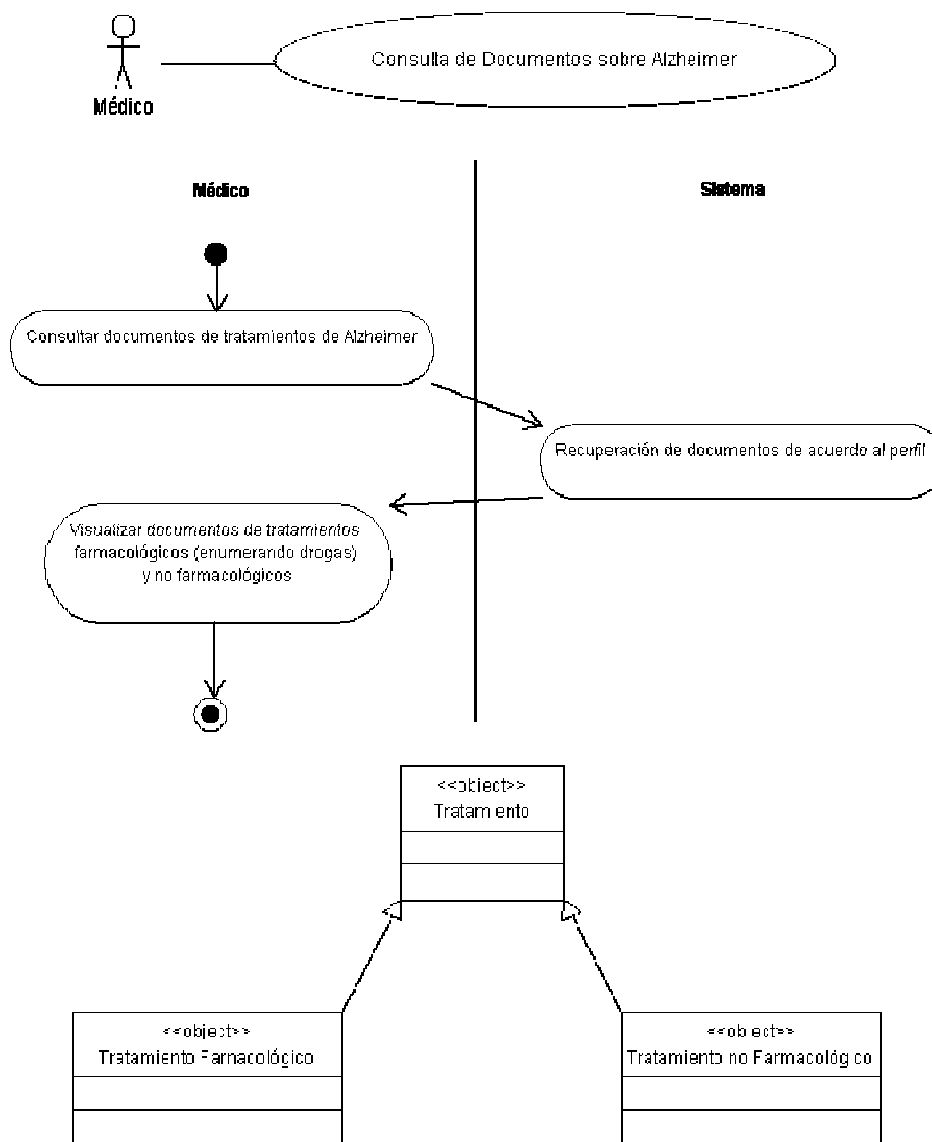 Consulta de Documentos sobre Alzheimer
Médico
Médico
Sistema
Consultar documentos de tratamientos de Alzheimer
Recuperación de documentos de acuerdo al perfil
Visualizar documentos de tratamientos
farmacológicos (enumerando drogas)
y no farmacológicos
<<object>>
Tratamiento
<<object>>
Tratamiento Farmacológico
<<object>>
Tratamiento no Farmacológico